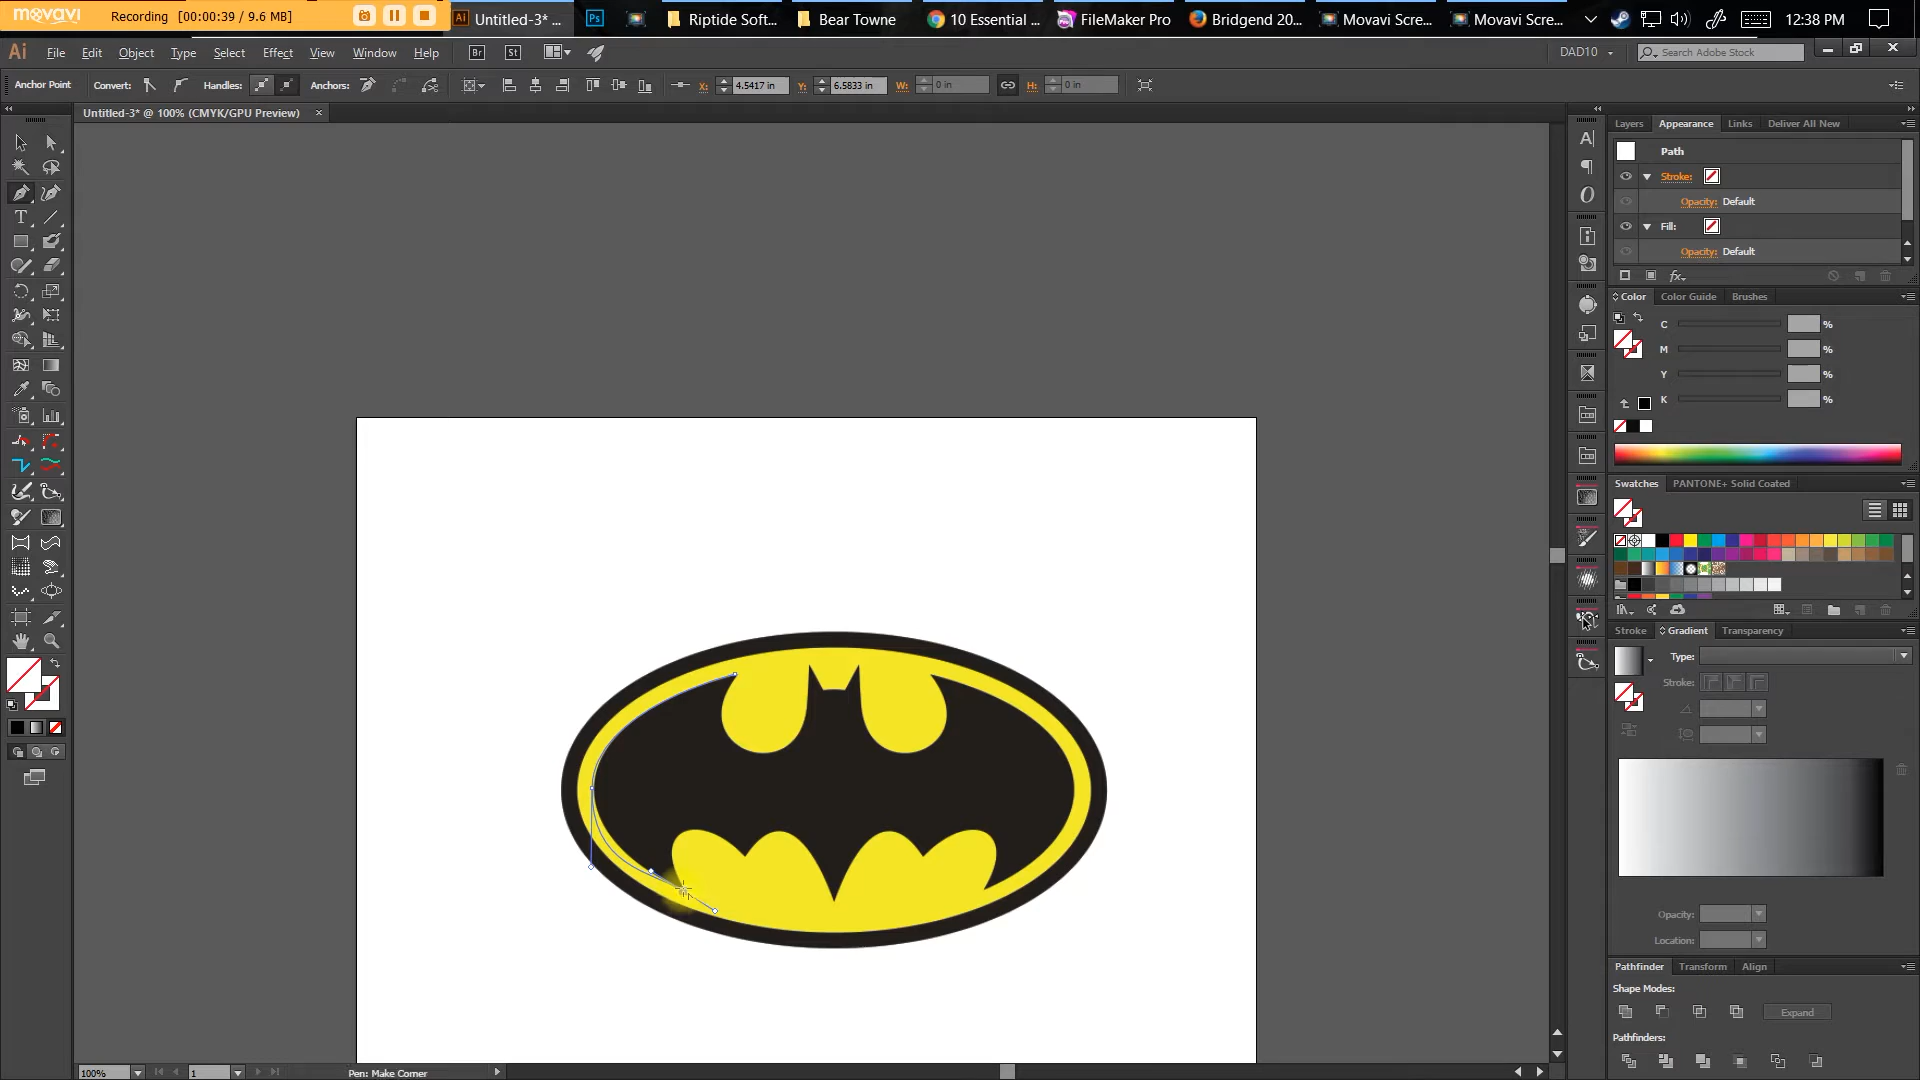 movavi
Recording [00:00:39 / 9.6 MB]
Ai Untitled-3* ...
Ps
Riptide Soft...
Bear Towne
10 Essential ...
FileMaker Pro
Bridgend 20...
Movavi Scre...
Movavi Scre...
12:38 PM
Ai File Edit Object Type Select Effect View Window Help
Br St
DAD10
Search Adobe Stock
Anchor Point Convert: Handles: Anchors: X: 4.5417 in Y: 6.5833 in W: 0 in H: 0 in
Untitled-3* @ 100% (CMYK/GPU Preview) ×
Layers Appearance Links Deliver All New
Path
Stroke:
Opacity: Default
Fill:
Opacity: Default
fx
Color Color Guide Brushes
C %
M %
Y %
K %
Swatches PANTONE+ Solid Coated
Stroke Gradient Transparency
Type:
Stroke:
Opacity:
Location:
Pathfinder Transform Align
Shape Modes:
Expand
Pathfinders:
100% 1 Pen: Make Corner